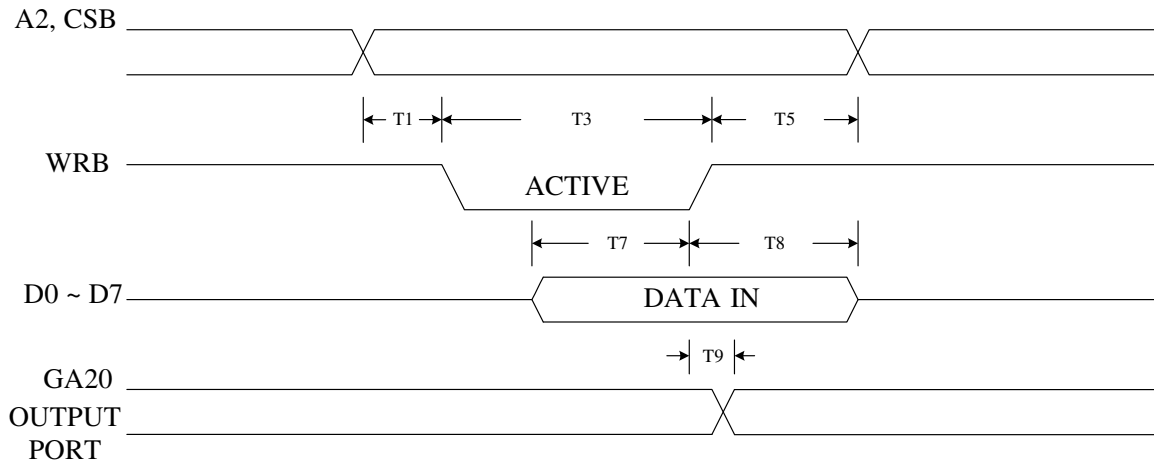 A2, CSB
T1 T3 T5
WRB
ACTIVE
T7 T8
D0 ~ D7
DATA IN
T9
GA20
OUTPUT
PORT